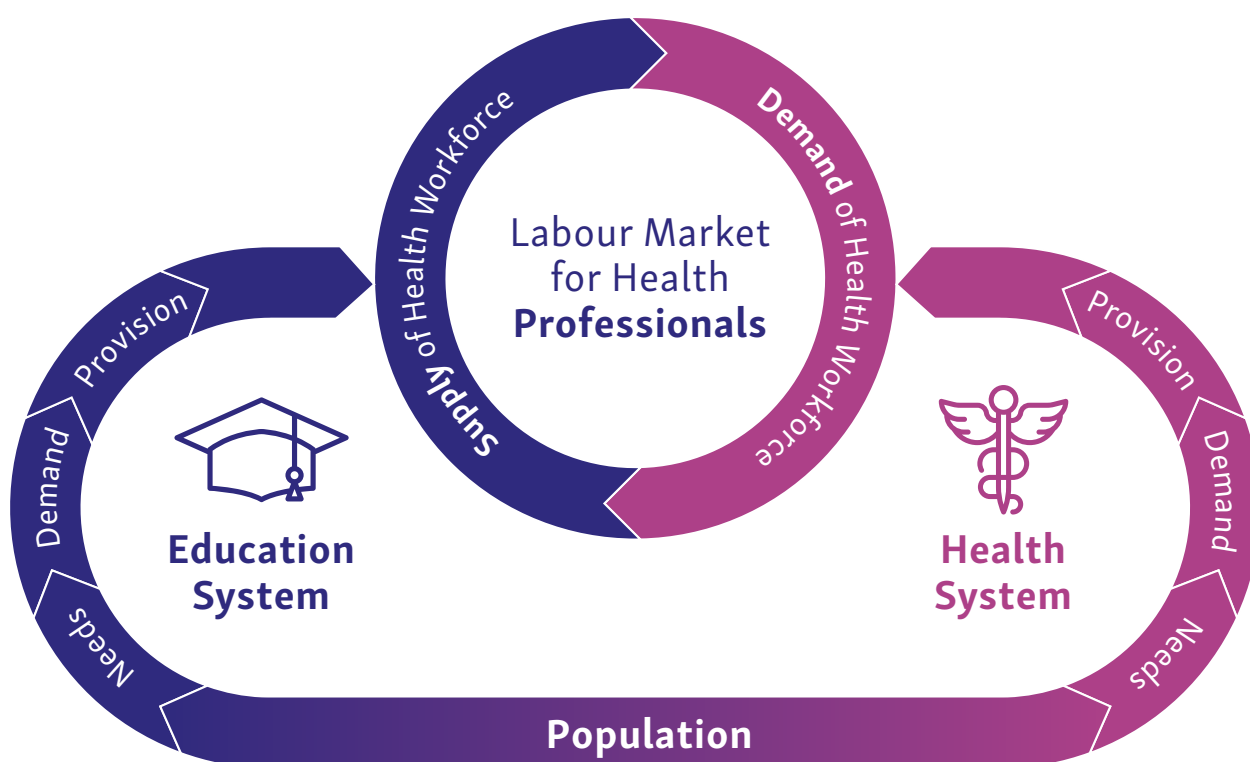 Supply of Health Workforce
Demand of Health Workforce
Labour Market
for Health
Professionals
Provision
Demand
Needs
Education
System
Provision
Demand
Needs
Health
System
Population